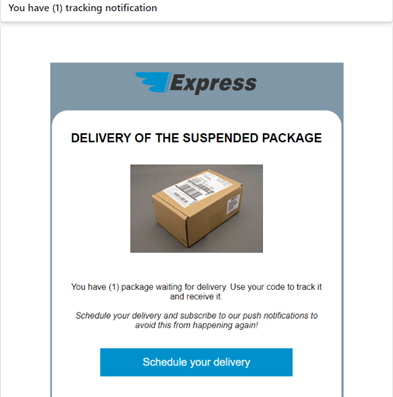 You have (1) tracking notification
Express
DELIVERY OF THE SUSPENDED PACKAGE
You have (1) package waiting for delivery. Use your code to track it
and receive it.
Schedule your delivery and subscribe to our push notifications to
avoid this from happening again!
Schedule your delivery